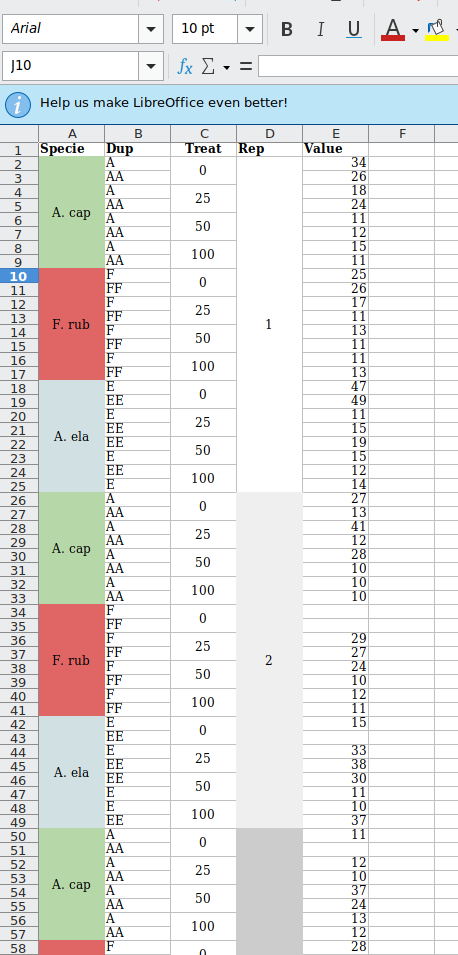 Arial 10 pt B I U A
J10 fx Σ =
Help us make LibreOffice even better!
A B C D E F
1 Specie Dup Treat Rep Value
2 A 0 34
3 AA 26
4 A 25 18
5 A. cap AA 24
6 A 50 11
7 AA 12
8 A 100 15
9 AA 11
10 F 0 25
11 FF 26
12 F 25 17
13 F. rub FF 1 11
14 F 50 13
15 FF 11
16 F 100 11
17 FF 13
18 E 0 47
19 EE 49
20 E 25 11
21 A. ela EE 15
22 EE 50 19
23 E 15
24 EE 100 12
25 E 14
26 A 0 27
27 AA 13
28 A 25 41
29 A. cap AA 12
30 A 50 28
31 AA 10
32 A 100 10
33 AA 10
34 F 0
35 FF
36 F 25 29
37 F. rub FF 2 27
38 F 50 24
39 FF 10
40 F 100 12
41 FF 11
42 E 0 15
43 EE
44 E 25 33
45 A. ela EE 38
46 EE 50 30
47 E 11
48 E 100 10
49 EE 37
50 A 0 11
51 AA
52 A 25 12
53 A. cap AA 10
54 A 50 37
55 AA 24
56 A 100 13
57 AA 12
58 F 0 28